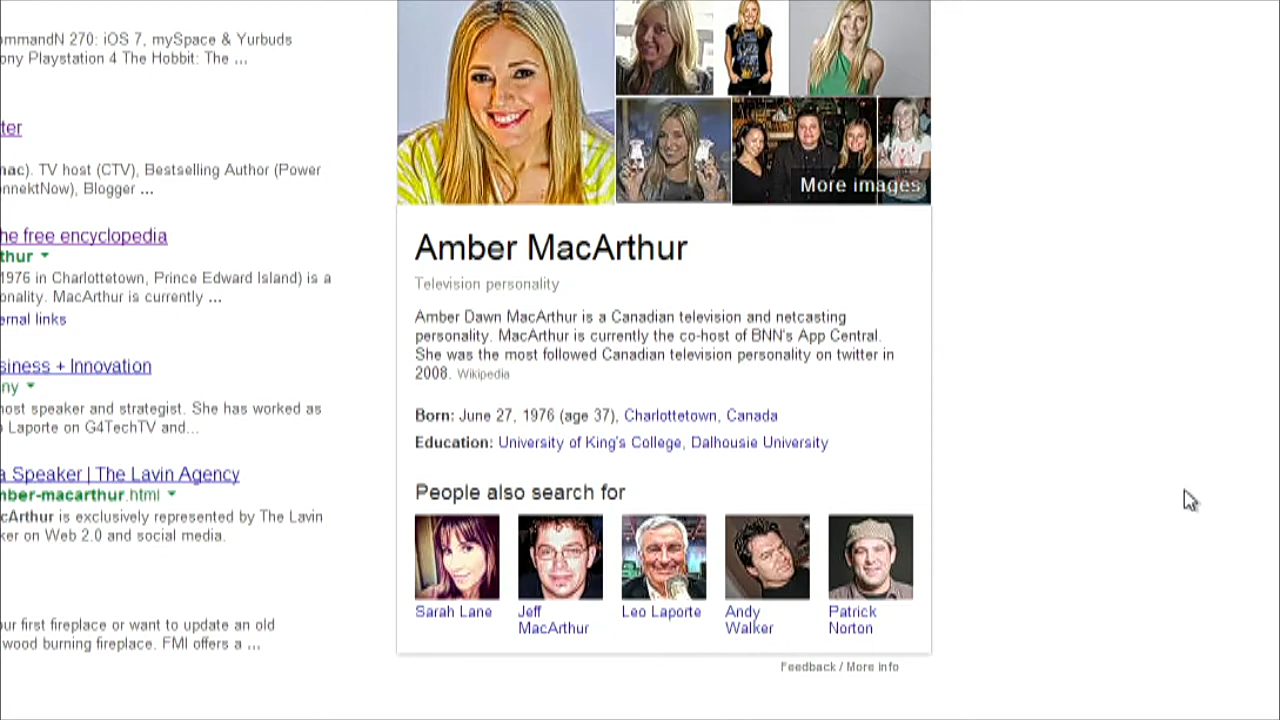 ommandN 270: iOS 7, mySpace & Yurbuds
ony Playstation 4 The Hobbit: The ...
ter
nac). TV host (CTV), Bestselling Author (Power
onnektNow), Blogger ...
he free encyclopedia
thur
1976 in Charlottetown, Prince Edward Island) is a
onality. MacArthur is currently ...
ernal links
siness + Innovation
ny
nost speaker and strategist. She has worked as
o Laporte on G4TechTV and...
a Speaker | The Lavin Agency
nber-macarthur.html
cArthur is exclusively represented by The Lavin
ker on Web 2.0 and social media.
ur first fireplace or want to update an old
wood burning fireplace. FMI offers a ...
More images
Amber MacArthur
Television personality
Amber Dawn MacArthur is a Canadian television and netcasting
personality. MacArthur is currently the co-host of BNN's App Central.
She was the most followed Canadian television personality on twitter in
2008. Wikipedia
Born: June 27, 1976 (age 37), Charlottetown, Canada
Education: University of King's College, Dalhousie University
People also search for
Sarah Lane
Jeff
MacArthur
Leo Laporte
Andy
Walker
Patrick
Norton
Feedback / More info